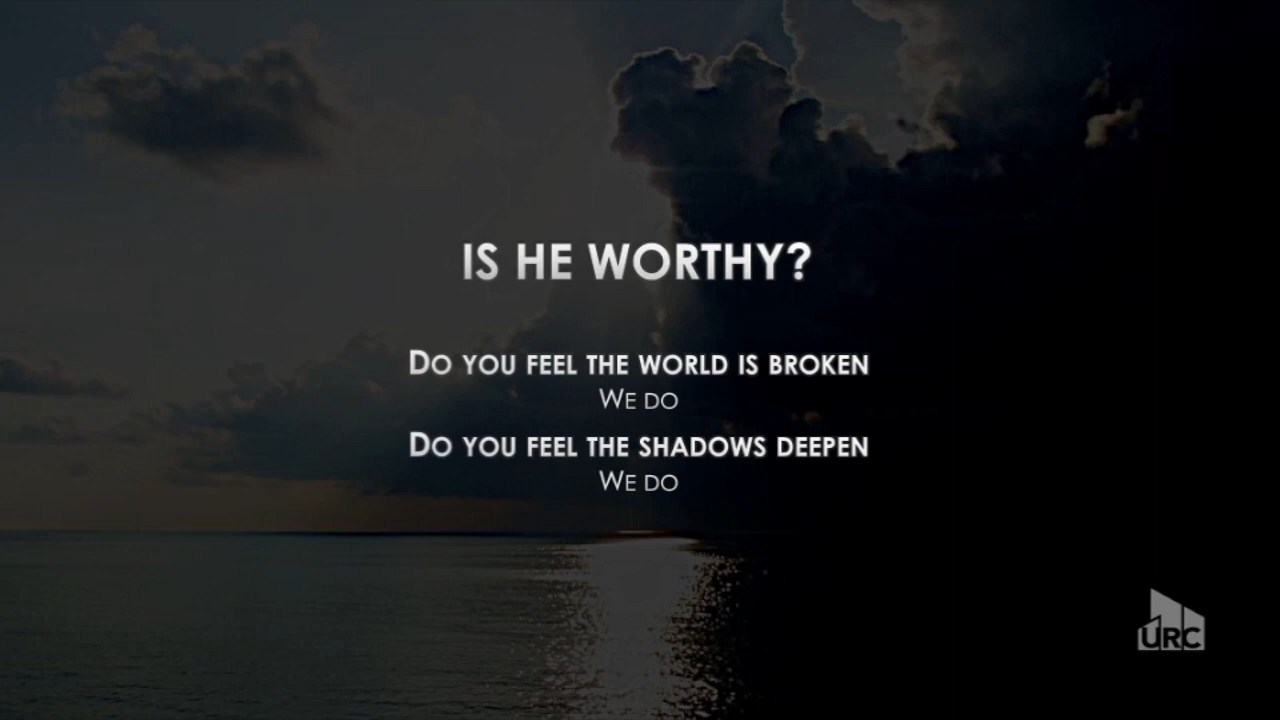 IS HE WORTHY?
DO YOU FEEL THE WORLD IS BROKEN
WE DO
DO YOU FEEL THE SHADOWS DEEPEN
WE DO
URC